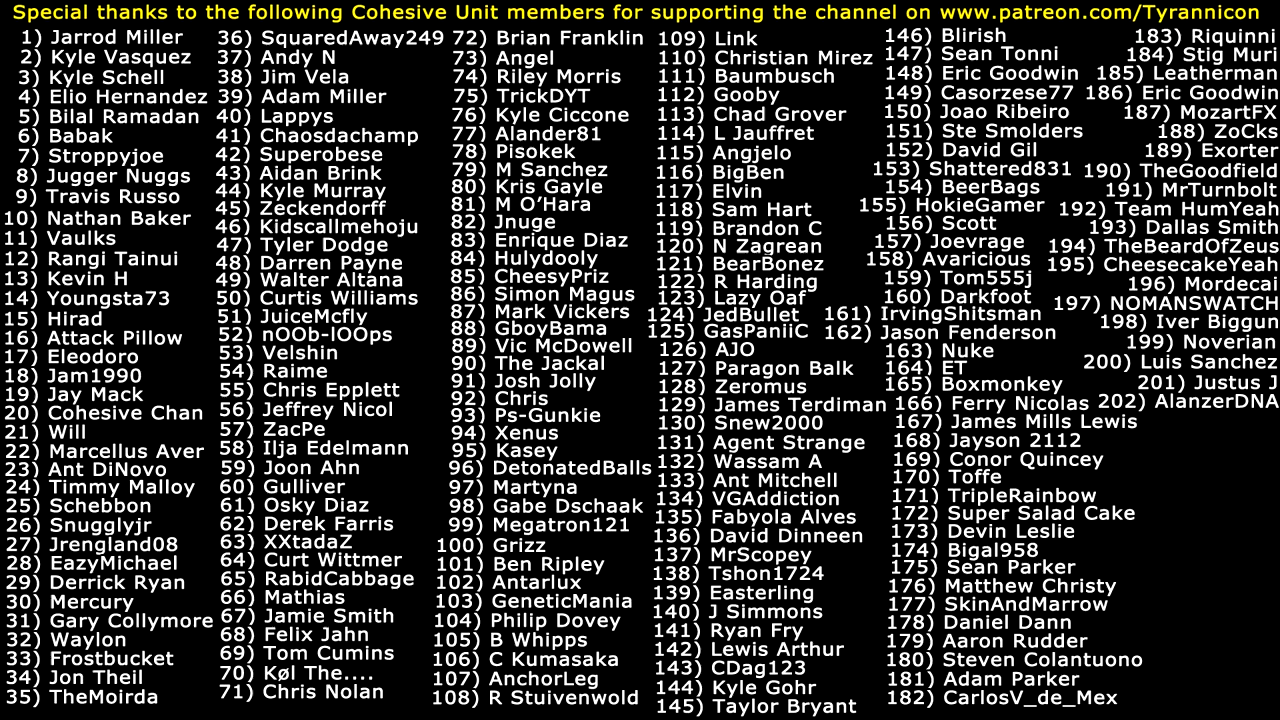 Special thanks to the following Cohesive Unit members for supporting the channel on www.patreon.com/Tyrannicon
1) Jarrod Miller
2) Kyle Vasquez
3) Kyle Schell
4) Elio Hernandez
5) Bilal Ramadan
6) Babak
7) Stroppyjoe
8) Jugger Nuggs
9) Travis Russo
10) Nathan Baker
11) Vaulks
12) Rangi Tainui
13) Kevin H
14) Youngsta73
15) Hirad
16) Attack Pillow
17) Eleodoro
18) Jam1990
19) Jay Mack
20) Cohesive Chan
21) Will
22) Marcellus Aver
23) Ant DiNovo
24) Timmy Malloy
25) Schebbon
26) Snugglyjr
27) Jrengland08
28) EazyMichael
29) Derrick Ryan
30) Mercury
31) Gary Collymore
32) Waylon
33) Frostbucket
34) Jon Theil
35) TheMoirda
36) SquaredAway249
37) Andy N
38) Jim Vela
39) Adam Miller
40) Lappys
41) Chaosdachamp
42) Superobese
43) Aidan Brink
44) Kyle Murray
45) Zeckendorff
46) Kidscallmehoju
47) Tyler Dodge
48) Darren Payne
49) Walter Altana
50) Curtis Williams
51) JuiceMcfly
52) nOOb-lOOps
53) Velshin
54) Raime
55) Chris Epplett
56) Jeffrey Nicol
57) ZacPe
58) Ilja Edelmann
59) Joon Ahn
60) Gulliver
61) Osky Diaz
62) Derek Farris
63) XXtadaZ
64) Curt Wittmer
65) RabidCabbage
66) Mathias
67) Jamie Smith
68) Felix Jahn
69) Tom Cumins
70) Køl The....
71) Chris Nolan
72) Brian Franklin
73) Angel
74) Riley Morris
75) TrickDYT
76) Kyle Ciccone
77) Alander81
78) Pisokek
79) M Sanchez
80) Kris Gayle
81) M O'Hara
82) Jnuge
83) Enrique Diaz
84) Hulydooly
85) CheesyPriz
86) Simon Magus
87) Mark Vickers
88) GboyBama
89) Vic McDowell
90) The Jackal
91) Josh Jolly
92) Chris
93) Ps-Gunkie
94) Xenus
95) Kasey
96) DetonatedBalls
97) Martyna
98) Gabe Dschaak
99) Megatron121
100) Grizz
101) Ben Ripley
102) Antarlux
103) GeneticMania
104) Philip Dovey
105) B Whipps
106) C Kumasaka
107) AnchorLeg
108) R Stuivenwold
109) Link
110) Christian Mirez
111) Baumbusch
112) Gooby
113) Chad Grover
114) L Jauffret
115) Angjelo
116) BigBen
117) Elvin
118) Sam Hart
119) Brandon C
120) N Zagrean
121) BearBonez
122) R Harding
123) Lazy Oaf
124) JedBullet
125) GasPaniiC
126) AJO
127) Paragon Balk
128) Zeromus
129) James Terdiman
130) Snew2000
131) Agent Strange
132) Wassam A
133) Ant Mitchell
134) VGAddiction
135) Fabyola Alves
136) David Dinneen
137) MrScopey
138) Tshon1724
139) Easterling
140) J Simmons
141) Ryan Fry
142) Lewis Arthur
143) CDag123
144) Kyle Gohr
145) Taylor Bryant
146) Blirish
147) Sean Tonni
148) Eric Goodwin
149) Casorzese77
150) Joao Ribeiro
151) Ste Smolders
152) David Gil
153) Shattered831
154) BeerBags
155) HokieGamer
156) Scott
157) Joevrage
158) Avaricious
159) Tom555j
160) Darkfoot
161) IrvingShitsman
162) Jason Fenderson
163) Nuke
164) ET
165) Boxmonkey
166) Ferry Nicolas
167) James Mills Lewis
168) Jayson 2112
169) Conor Quincey
170) Toffe
171) TripleRainbow
172) Super Salad Cake
173) Devin Leslie
174) Bigal958
175) Sean Parker
176) Matthew Christy
177) SkinAndMarrow
178) Daniel Dann
179) Aaron Rudder
180) Steven Colantuono
181) Adam Parker
182) CarlosV_de_Mex
183) Riquinni
184) Stig Muri
185) Leatherman
186) Eric Goodwin
187) MozartFX
188) ZoCks
189) Exorter
190) TheGoodfield
191) MrTurnbolt
192) Team HumYeah
193) Dallas Smith
194) TheBeardOfZeus
195) CheesecakeYeah
196) Mordecai
197) NOMANSWATCH
198) Iver Biggun
199) Noverian
200) Luis Sanchez
201) Justus J
202) AlanzerDNA